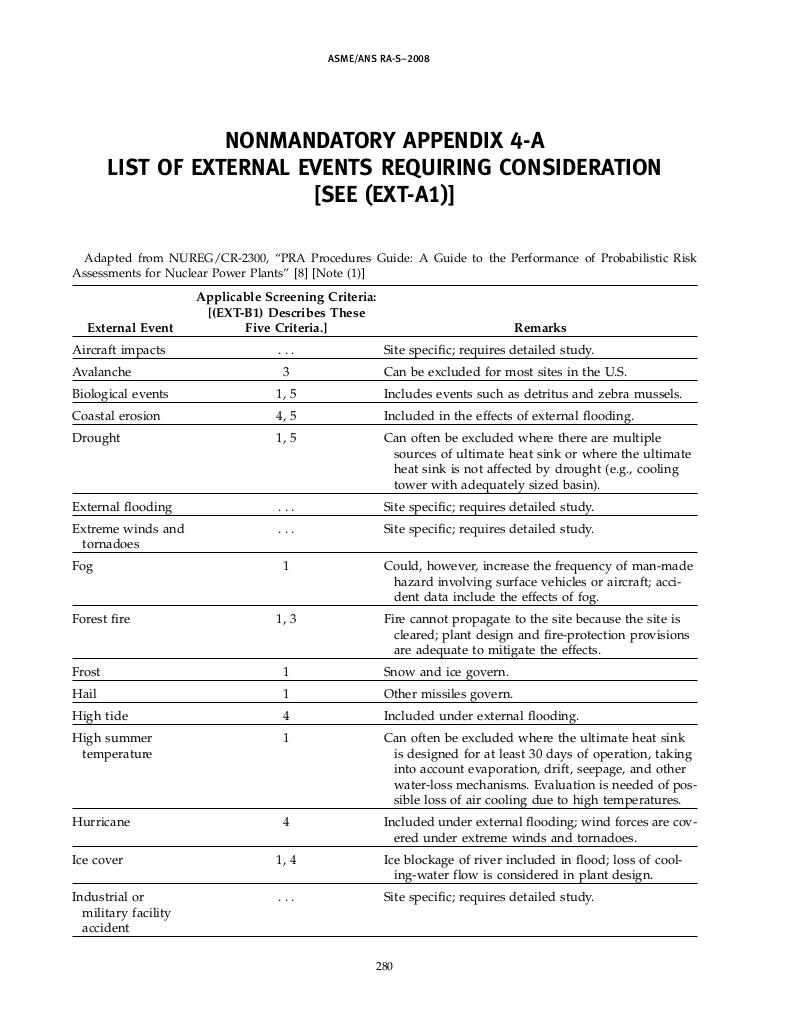 ASME/ANS RA-S–2008
NONMANDATORY APPENDIX 4-A
LIST OF EXTERNAL EVENTS REQUIRING CONSIDERATION
[SEE (EXT-A1)]
Adapted from NUREG/CR-2300, “PRA Procedures Guide: A Guide to the Performance of Probabilistic Risk
Assessments for Nuclear Power Plants” [8] [Note (1)]
Applicable Screening Criteria:
[(EXT-B1) Describes These
External Event Five Criteria.] Remarks
Aircraft impacts . . . Site specific; requires detailed study.
Avalanche 3 Can be excluded for most sites in the U.S.
Biological events 1, 5 Includes events such as detritus and zebra mussels.
Coastal erosion 4, 5 Included in the effects of external flooding.
Drought 1, 5 Can often be excluded where there are multiple
sources of ultimate heat sink or where the ultimate
heat sink is not affected by drought (e.g., cooling
tower with adequately sized basin).
External flooding . . . Site specific; requires detailed study.
Extreme winds and . . . Site specific; requires detailed study.
tornadoes
Fog 1 Could, however, increase the frequency of man-made
hazard involving surface vehicles or aircraft; acci-
dent data include the effects of fog.
Forest fire 1, 3 Fire cannot propagate to the site because the site is
cleared; plant design and fire-protection provisions
are adequate to mitigate the effects.
Frost 1 Snow and ice govern.
Hail 1 Other missiles govern.
High tide 4 Included under external flooding.
High summer 1 Can often be excluded where the ultimate heat sink
temperature is designed for at least 30 days of operation, taking
into account evaporation, drift, seepage, and other
water-loss mechanisms. Evaluation is needed of pos-
sible loss of air cooling due to high temperatures.
Hurricane 4 Included under external flooding; wind forces are cov-
ered under extreme winds and tornadoes.
Ice cover 1, 4 Ice blockage of river included in flood; loss of cool-
ing-water flow is considered in plant design.
Industrial or . . . Site specific; requires detailed study.
military facility
accident
280